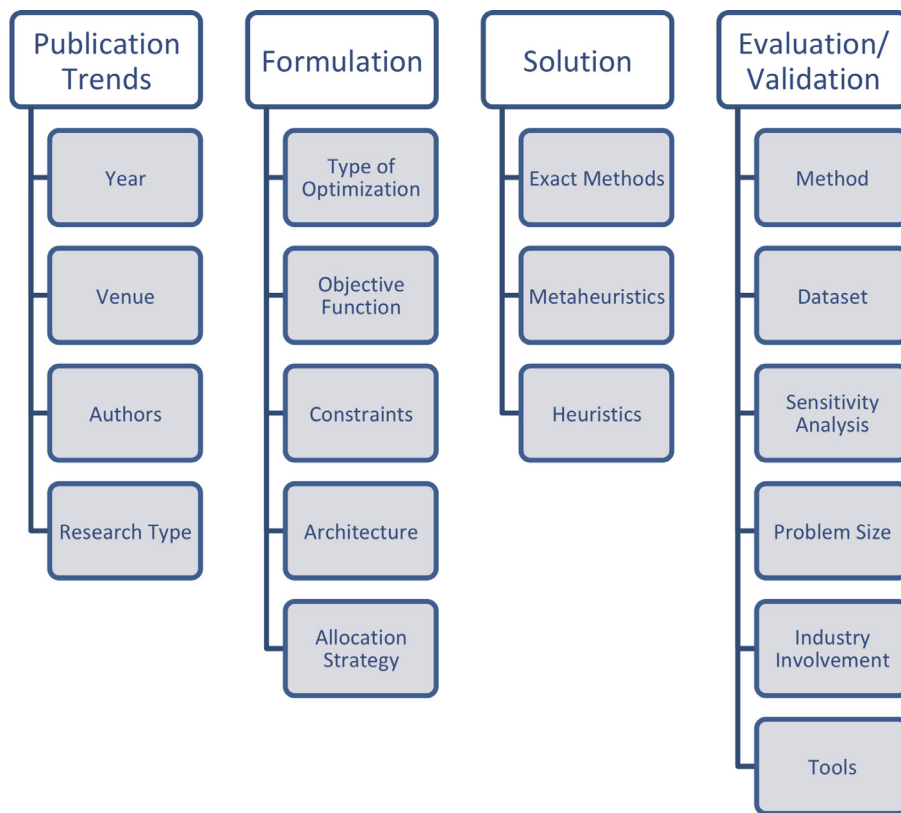 Publication
Trends
Year
Venue
Authors
Research Type
Formulation
Type of
Optimization
Objective
Function
Constraints
Architecture
Allocation
Strategy
Solution
Exact Methods
Metaheuristics
Heuristics
Evaluation/
Validation
Method
Dataset
Sensitivity
Analysis
Problem Size
Industry
Involvement
Tools